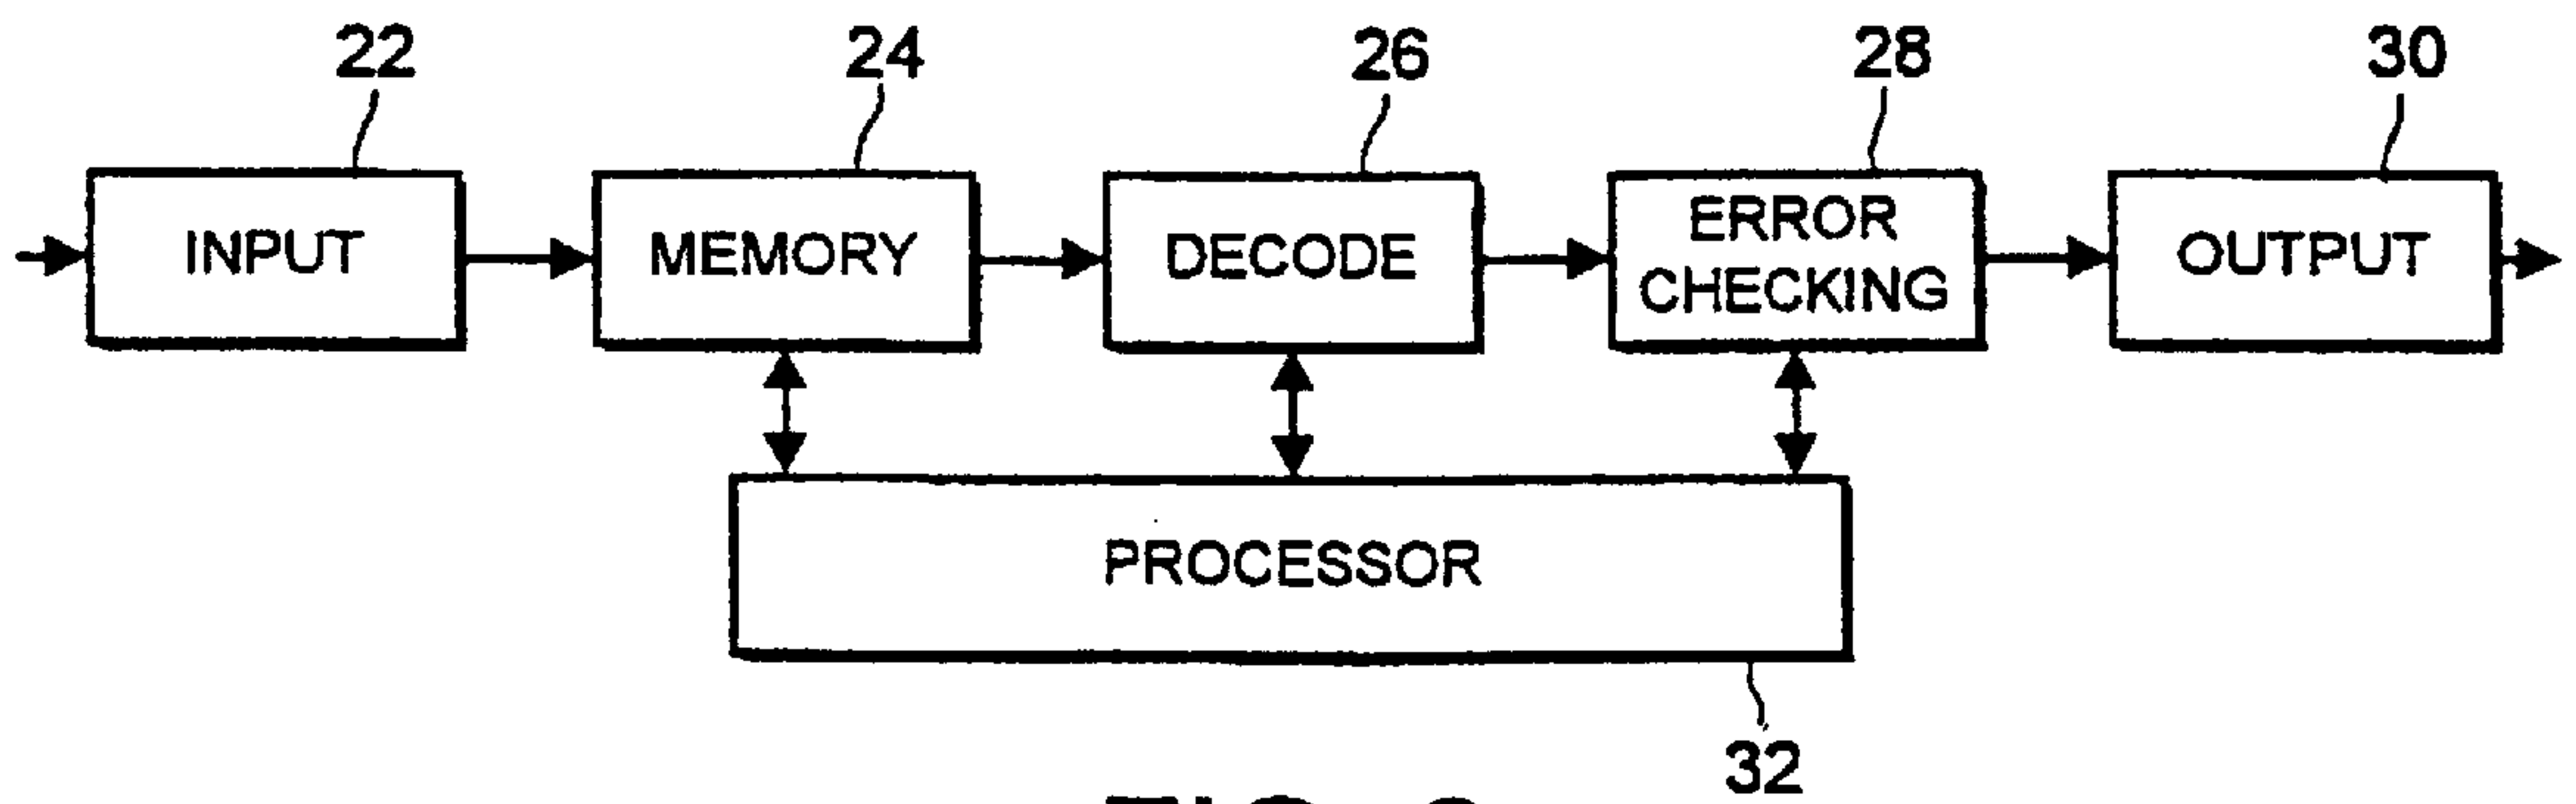 22
24
26
28
30
INPUT
MEMORY
DECODE
ERROR
CHECKING
OUTPUT
PROCESSOR
32